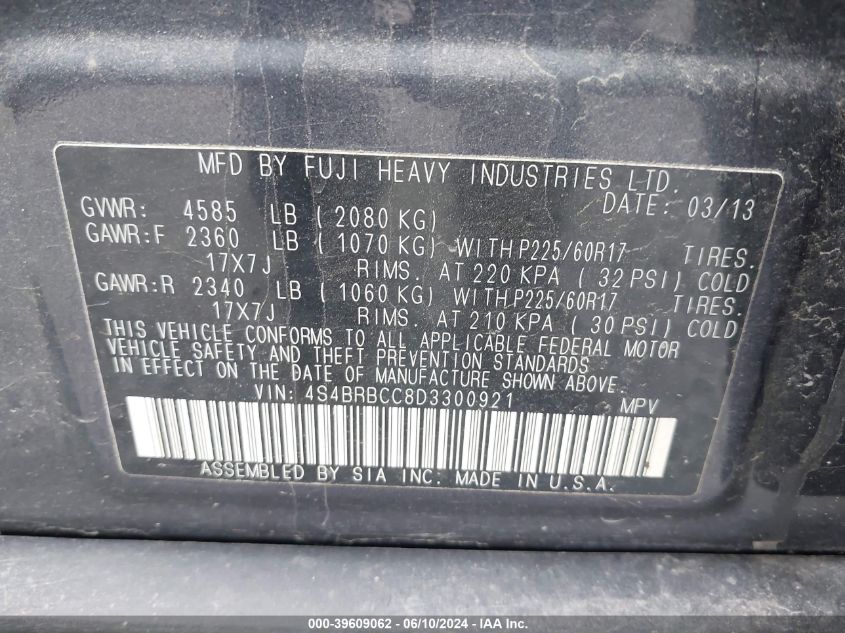 MFD BY FUJI HEAVY INDUSTRIES LTD.
DATE: 03/13
GVWR: 4585 LB ( 2080 KG)
GAWR:F 2360 LB ( 1070 KG) WITH P225/60R17 TIRES.
17X7J RIMS. AT 220 KPA ( 32 PSI) COLD
GAWR:R 2340 LB ( 1060 KG) WITH P225/60R17 TIRES.
17X7J RIMS. AT 210 KPA ( 30 PSI) COLD
THIS VEHICLE CONFORMS TO ALL APPLICABLE FEDERAL MOTOR
VEHICLE SAFETY AND THEFT PREVENTION STANDARDS
IN EFFECT ON THE DATE OF MANUFACTURE SHOWN ABOVE.
VIN: 4S4BRBCC8D3300921 MPV
ASSEMBLED BY SIA INC. MADE IN U.S.A.
000-39609062 - 06/10/2024 - IAAI.COM